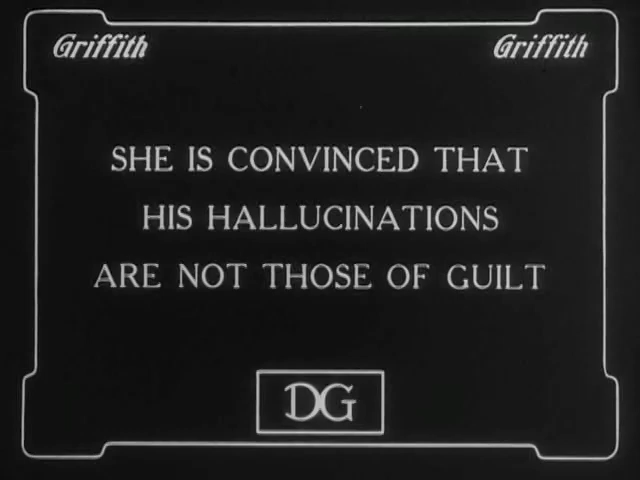 Griffith Griffith
SHE IS CONVINCED THAT
HIS HALLUCINATIONS
ARE NOT THOSE OF GUILT
DG